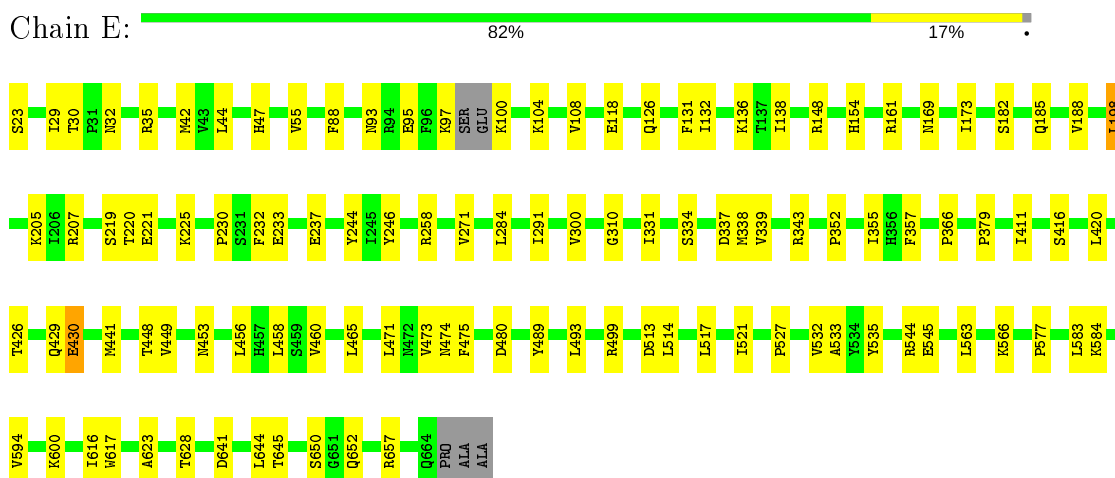 Chain E:
82% 17% •
S23 I29 T30 P31 N32 R35 M42 V43 L44 H47 V55 F88 N93 R94 E95 F96 K97 SER GLU K100 K104 V108 E118 Q126 F131 I132 K136 T137 I138 R148 H154 R161 N169 I173 S182 Q185 V188
K205 I206 R207 S219 T220 E221 K225 P230 S231 F232 E233 E237 Y244 I245 Y246 R258 V271 L284 I291 V300 G310 I331 S334 D337 M338 V339 R343 P352 I355 H356 F357 P366 P379 I411 S416 L420
T426 Q429 E430 M441 T448 V449 N453 L456 H457 L458 S459 V460 L465 L471 N472 V473 N474 F475 D480 Y489 L493 R499 D513 L514 L517 I521 P527 V532 A533 Y534 Y535 R544 E545 L563 K566 P577 L583 K584
V594 K600 I616 W617 A623 T628 D641 L644 T645 S650 G651 Q652 R657 Q664 PRO ALA ALA